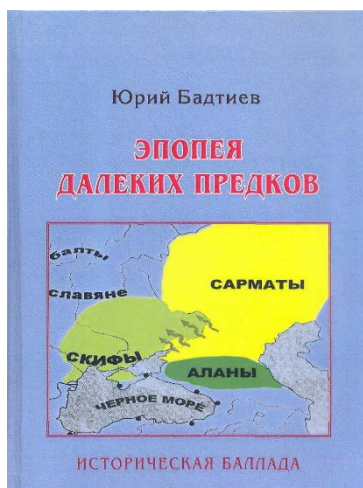 Юрий Бадтиев
ЭПОПЕЯ
ДАЛЕКИХ ПРЕДКОВ
балты
славяне
САРМАТЫ
СКИФЫ
АЛАНЫ
ЧЕРНОЕ МОРЕ
ИСТОРИЧЕСКАЯ БАЛЛАДА